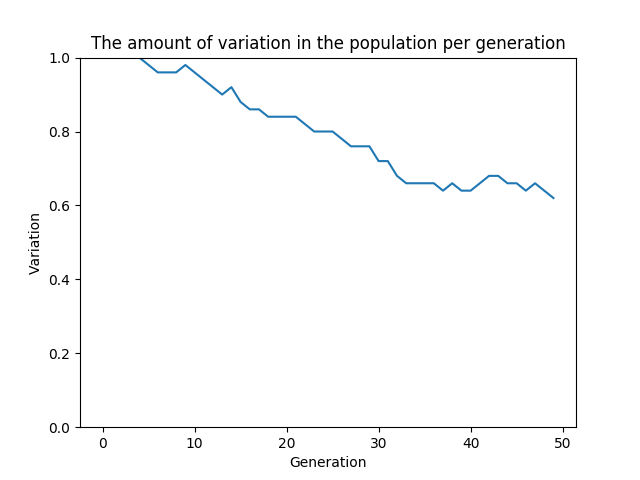 The amount of variation in the population per generation
1.0
0.8
0.6
0.4
0.2
0.0
Variation
0 10 20 30 40 50
Generation